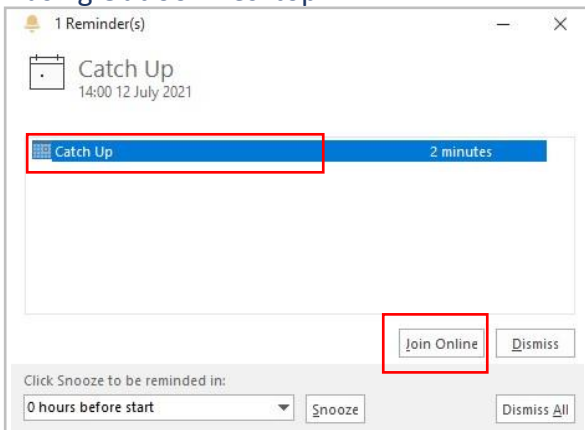 1 Reminder(s)
Catch Up
14:00 12 July 2021
Catch Up 2 minutes
Join Online Dismiss
Click Snooze to be reminded in:
0 hours before start Snooze Dismiss All